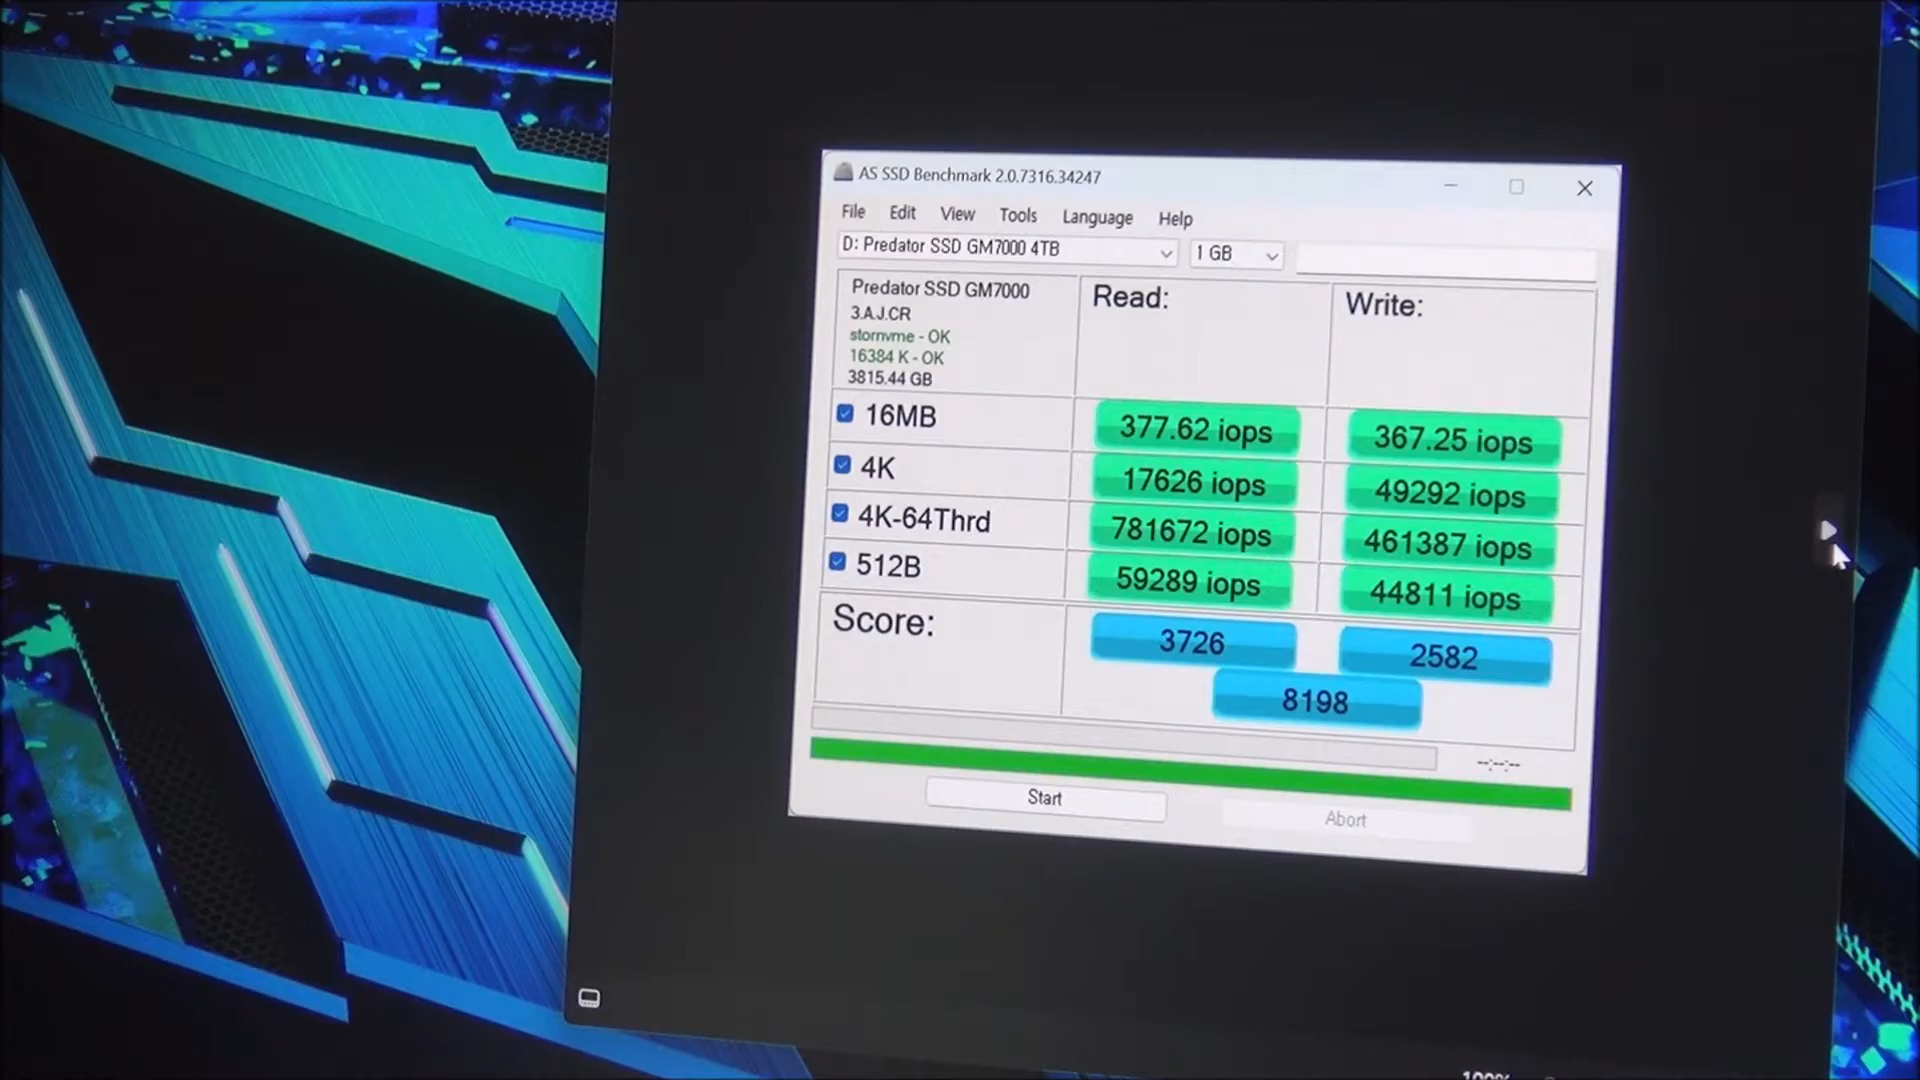 AS SSD Benchmark 2.0.7316.34247
File Edit View Tools Language Help
D: Predator SSD GM7000 4TB 1 GB
Predator SSD GM7000
3.A.J.CR
stornvme - OK
16384 K - OK
3815.44 GB
Read: Write:
16MB 377.62 iops 367.25 iops
4K 17626 iops 49292 iops
4K-64Thrd 781672 iops 461387 iops
512B 59289 iops 44811 iops
Score: 3726 2582
8198
--:--:--
Start Abort
100%